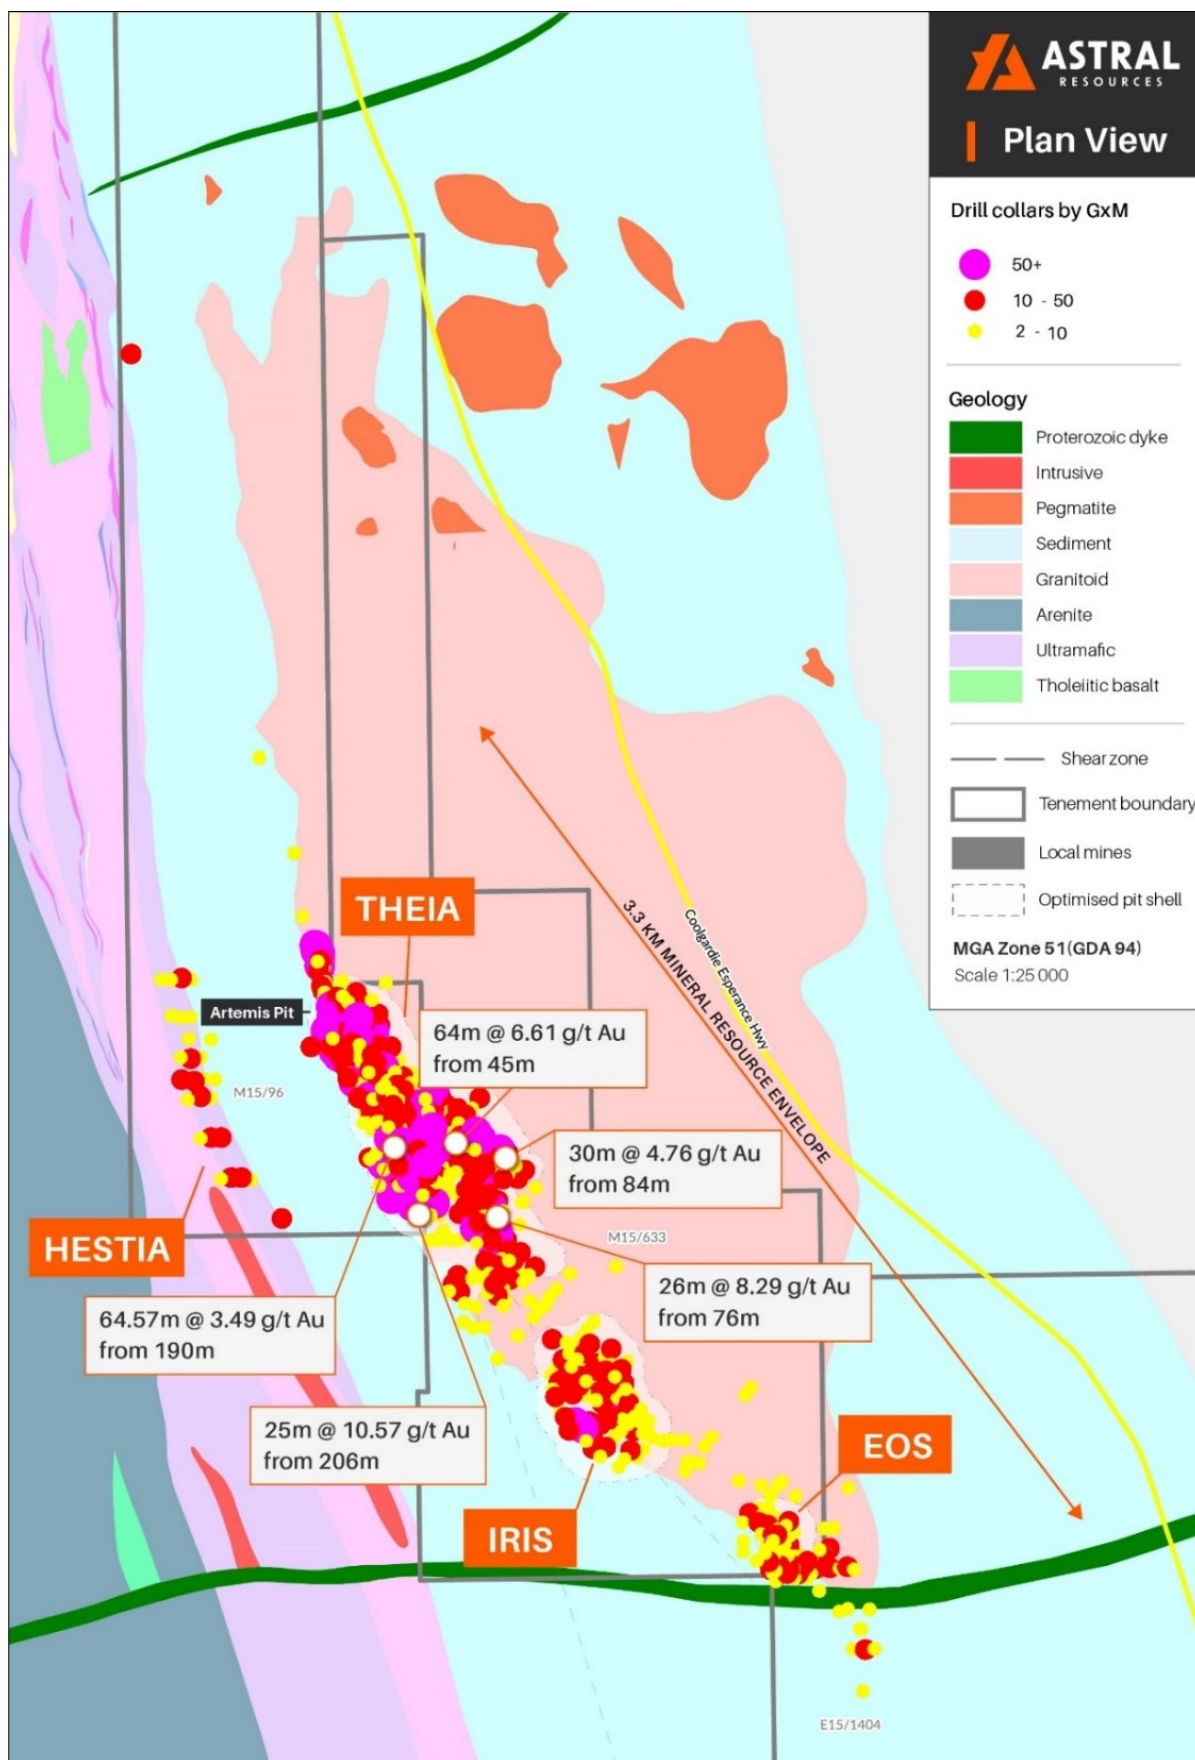 ASTRAL
RESOURCES
Plan View
Drill collars by GxM
50+
10 - 50
2 - 10
Geology
Proterozoic dyke
Intrusive
Pegmatite
Sediment
Granitoid
Arenite
Ultramafic
Tholeiitic basalt
Shear zone
Tenement boundary
Local mines
Optimised pit shell
MGA Zone 51(GDA 94)
Scale 1:25 000
THEIA
Coolgardie Esperance Hwy
3.3 KM MINERAL RESOURCE ENVELOPE
Artemis Pit
64m @ 6.61 g/t Au
from 45m
M15/96
30m @ 4.76 g/t Au
from 84m
HESTIA
M15/633
26m @ 8.29 g/t Au
from 76m
64.57m @ 3.49 g/t Au
from 190m
25m @ 10.57 g/t Au
from 206m
EOS
IRIS
E15/1404